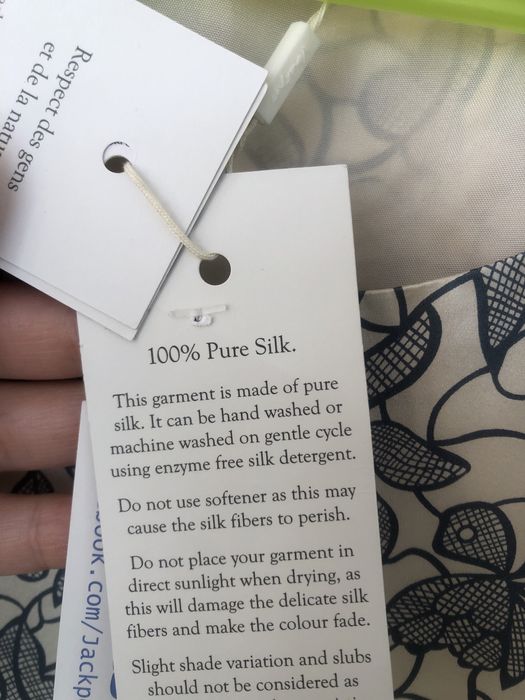 Respect des gens
et de la
100% Pure Silk.
This garment is made of pure
silk. It can be hand washed or
machine washed on gentle cycle
using enzyme free silk detergent.
Do not use softener as this may
cause the silk fibers to perish.
Do not place your garment in
direct sunlight when drying, as
this will damage the delicate silk
fibers and make the colour fade.
Slight shade variation and slubs
should not be considered as
ook.com/Jackp